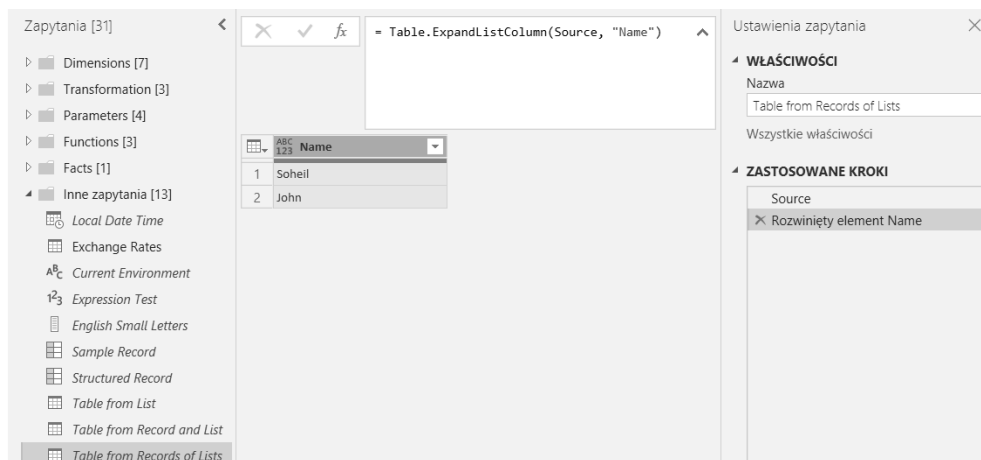 Zapytania [31]
Dimensions [7]
Transformation [3]
Parameters [4]
Functions [3]
Facts [1]
Inne zapytania [13]
Local Date Time
Exchange Rates
ABC Current Environment
123 Expression Test
English Small Letters
Sample Record
Structured Record
Table from List
Table from Record and List
Table from Records of Lists
fx = Table.ExpandListColumn(Source, "Name")
ABC
123 Name
1 Soheil
2 John
Ustawienia zapytania
WŁAŚCIWOŚCI
Nazwa
Table from Records of Lists
Wszystkie właściwości
ZASTOSOWANE KROKI
Source
Rozwinięty element Name